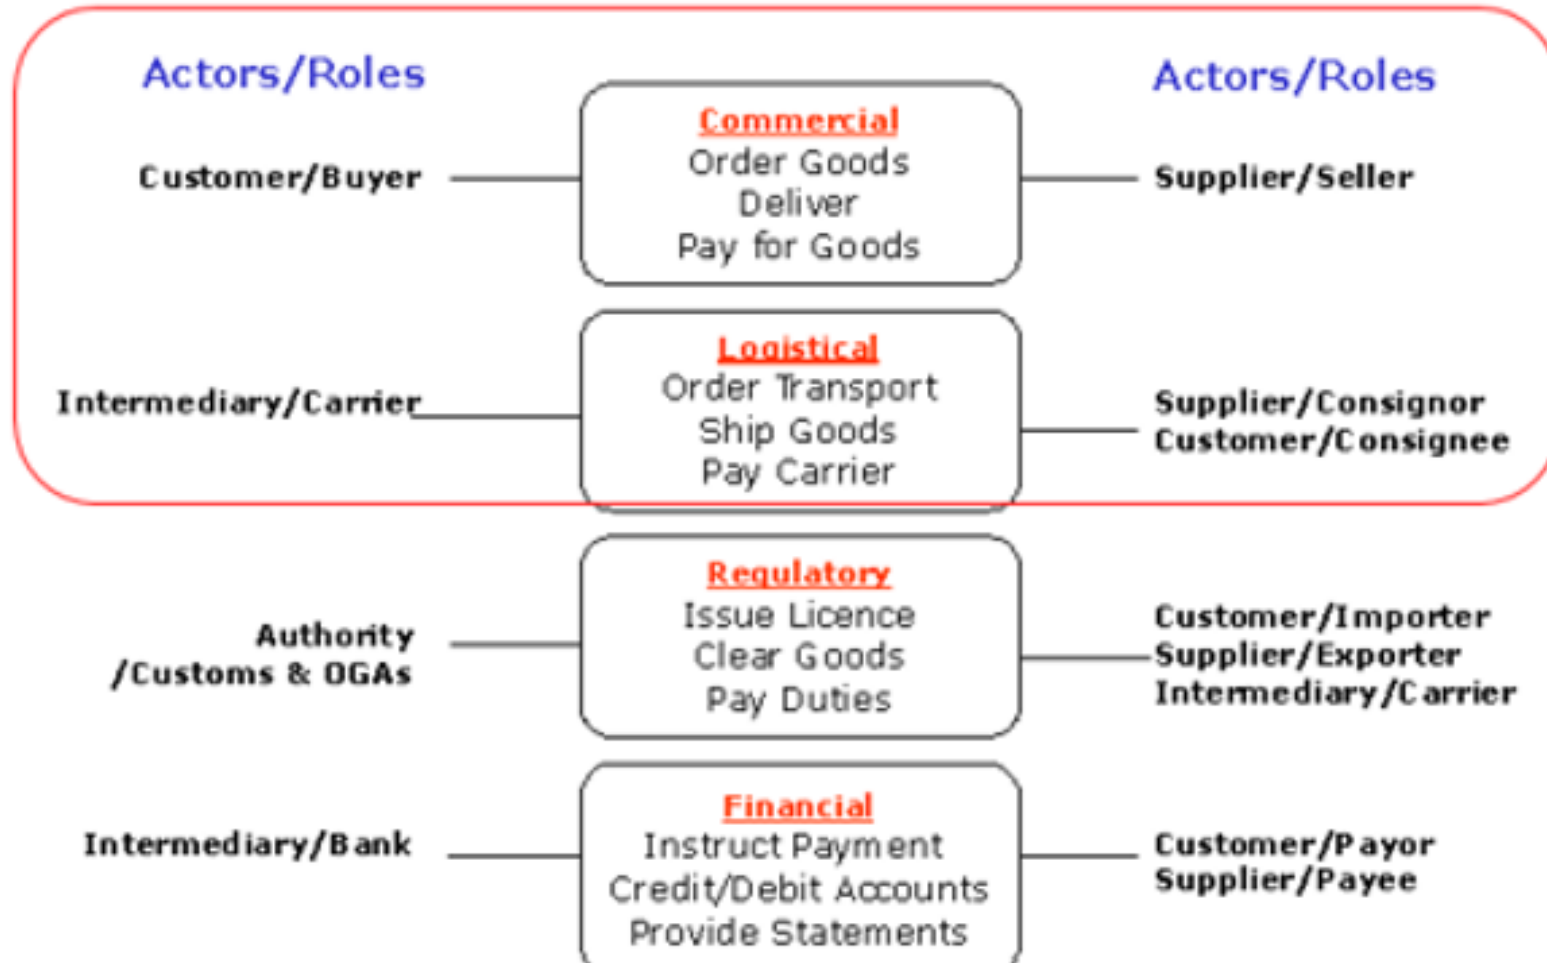 Actors/Roles
Actors/Roles
Customer/Buyer
Commercial
Order Goods
Deliver
Pay for Goods
Supplier/Seller
Intermediary/Carrier
Logistical
Order Transport
Ship Goods
Pay Carrier
Supplier/Consignor
Customer/Consignee
Authority
/Customs & OGAs
Regulatory
Issue Licence
Clear Goods
Pay Duties
Customer/Importer
Supplier/Exporter
Intermediary/Carrier
Intermediary/Bank
Financial
Instruct Payment
Credit/Debit Accounts
Provide Statements
Customer/Payor
Supplier/Payee